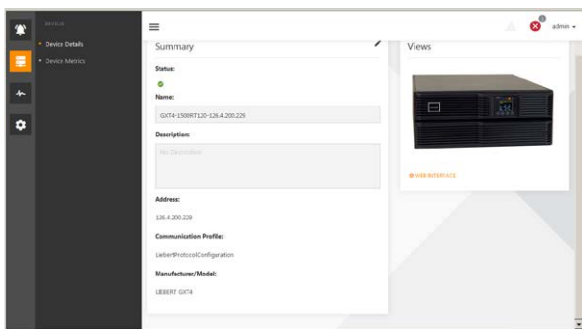 DEVICES
Device Details
Device Metrics
admin
Summary
Status:
Name:
GXT4-1500RT120-126.4.200.229
Description:
No Description
Address:
126.4.200.229
Communication Profile:
LiebertProtocolConfiguration
Manufacturer/Model:
LIEBERT GXT4
Views
WEB INTERFACE